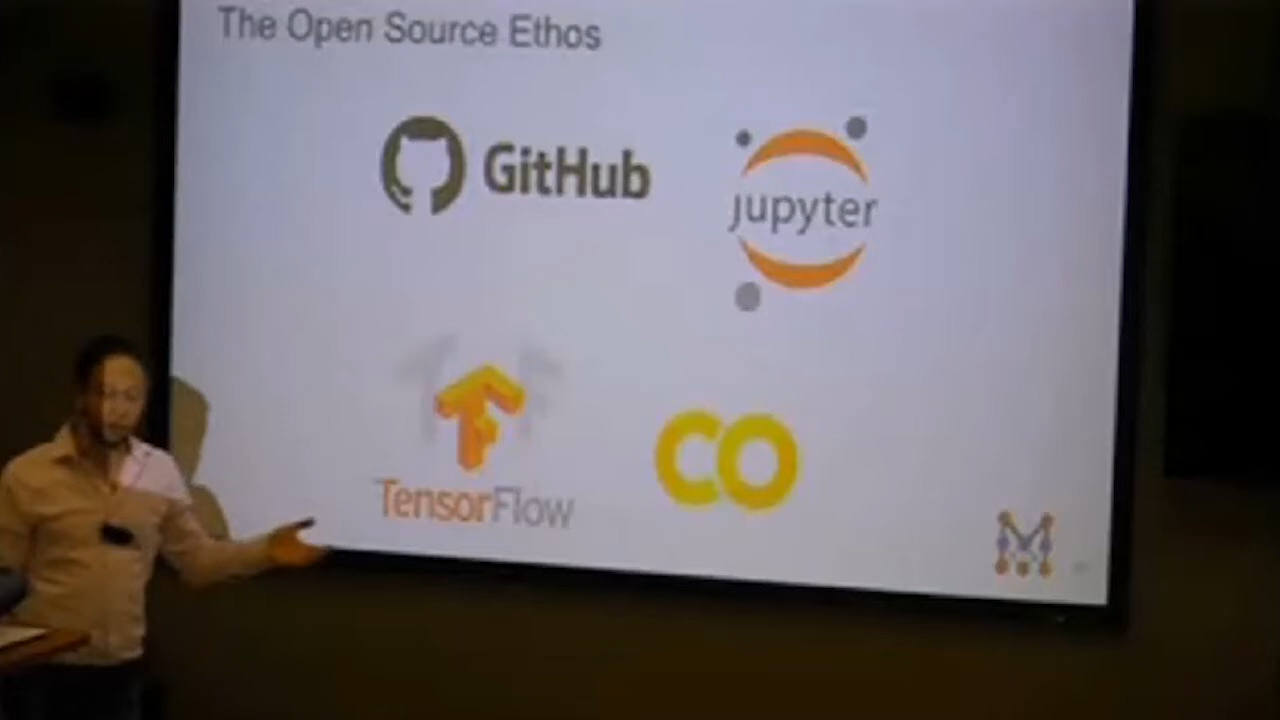 The Open Source Ethos
GitHub
jupyter
TensorFlow
CO